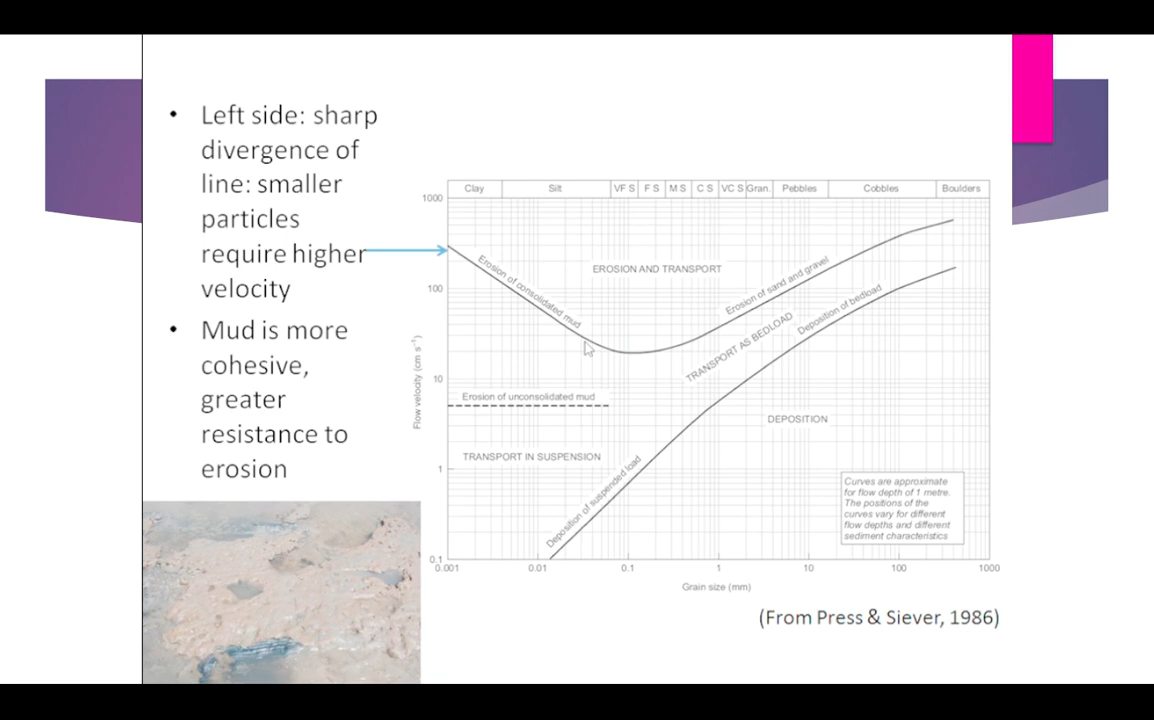 • Left side: sharp
divergence of
line: smaller
particles
require higher
velocity
• Mud is more
cohesive,
greater
resistance to
erosion
Clay Silt VF S F S M S C S VC S Gran. Pebbles Cobbles Boulders
1000
100
10
1
0.1
Flow velocity (cm s⁻¹)
Erosion of consolidated mud
EROSION AND TRANSPORT
Erosion of sand and gravel
Deposition of bedload
TRANSPORT AS BEDLOAD
Erosion of unconsolidated mud
DEPOSITION
TRANSPORT IN SUSPENSION
Deposition of suspended load
Curves are approximate
for flow depth of 1 metre.
The positions of the
curves vary for different
flow depths and different
sediment characteristics
0.001 0.01 0.1 1 10 100 1000
Grain size (mm)
(From Press & Siever, 1986)